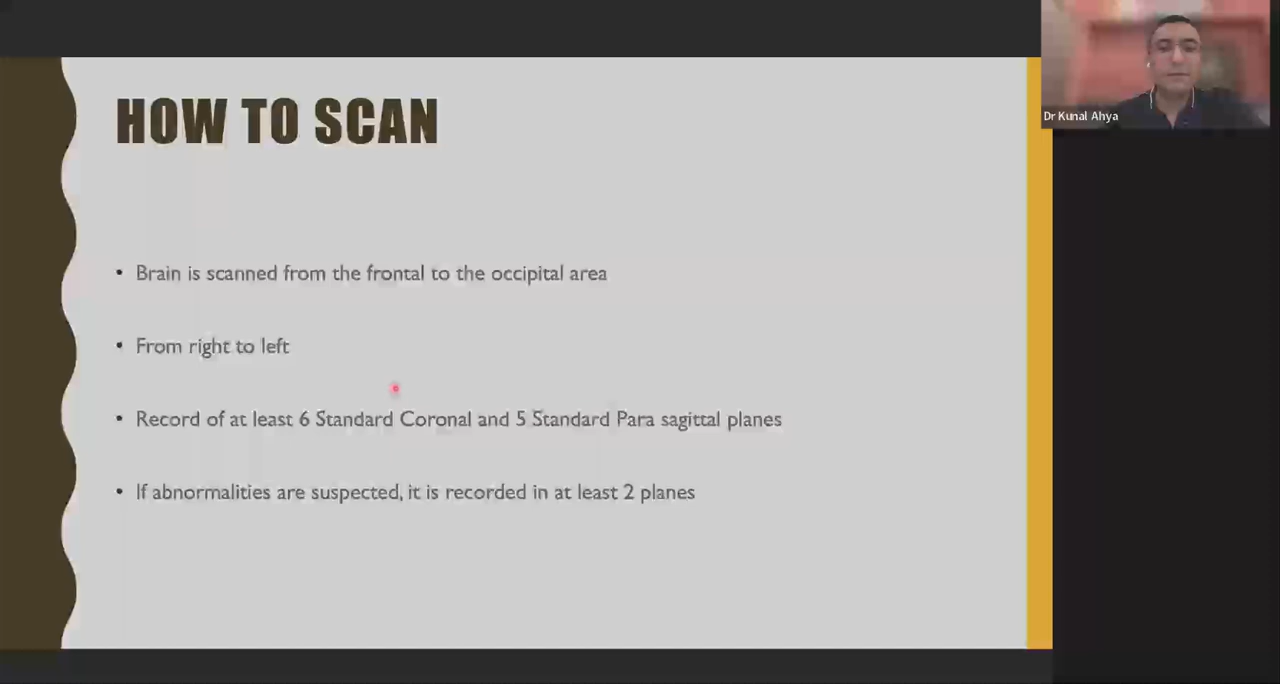 HOW TO SCAN
• Brain is scanned from the frontal to the occipital area
• From right to left
• Record of at least 6 Standard Coronal and 5 Standard Para sagittal planes
• If abnormalities are suspected, it is recorded in at least 2 planes
Dr Kunal Ahya